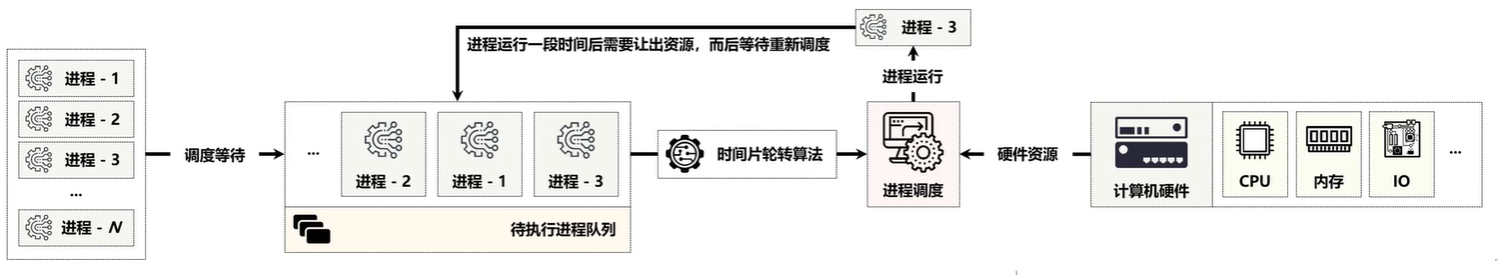 进程 - 3
进程运行一段时间后需要让出资源，而后等待重新调度
进程运行
进程 - 1
进程 - 2
进程 - 3
...
进程 - N
调度等待
...
进程 - 2
进程 - 1
进程 - 3
待执行进程队列
时间片轮转算法
进程调度
硬件资源
计算机硬件
CPU
内存
IO
...